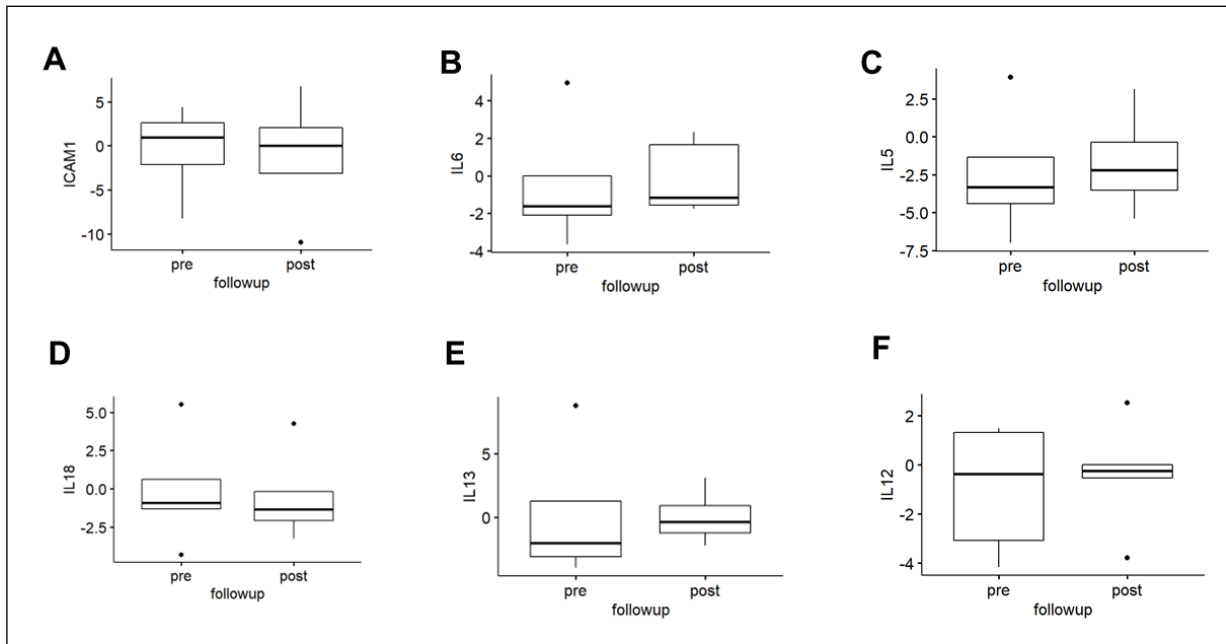 A
ICAM1
5
0
-5
-10
pre
post
followup
B
IL6
4
2
0
-2
-4
pre
post
followup
C
IL5
2.5
0.0
-2.5
-5.0
-7.5
pre
post
followup
D
IL18
5.0
2.5
0.0
-2.5
pre
post
followup
E
IL13
5
0
pre
post
followup
F
IL12
2
0
-2
-4
pre
post
followup